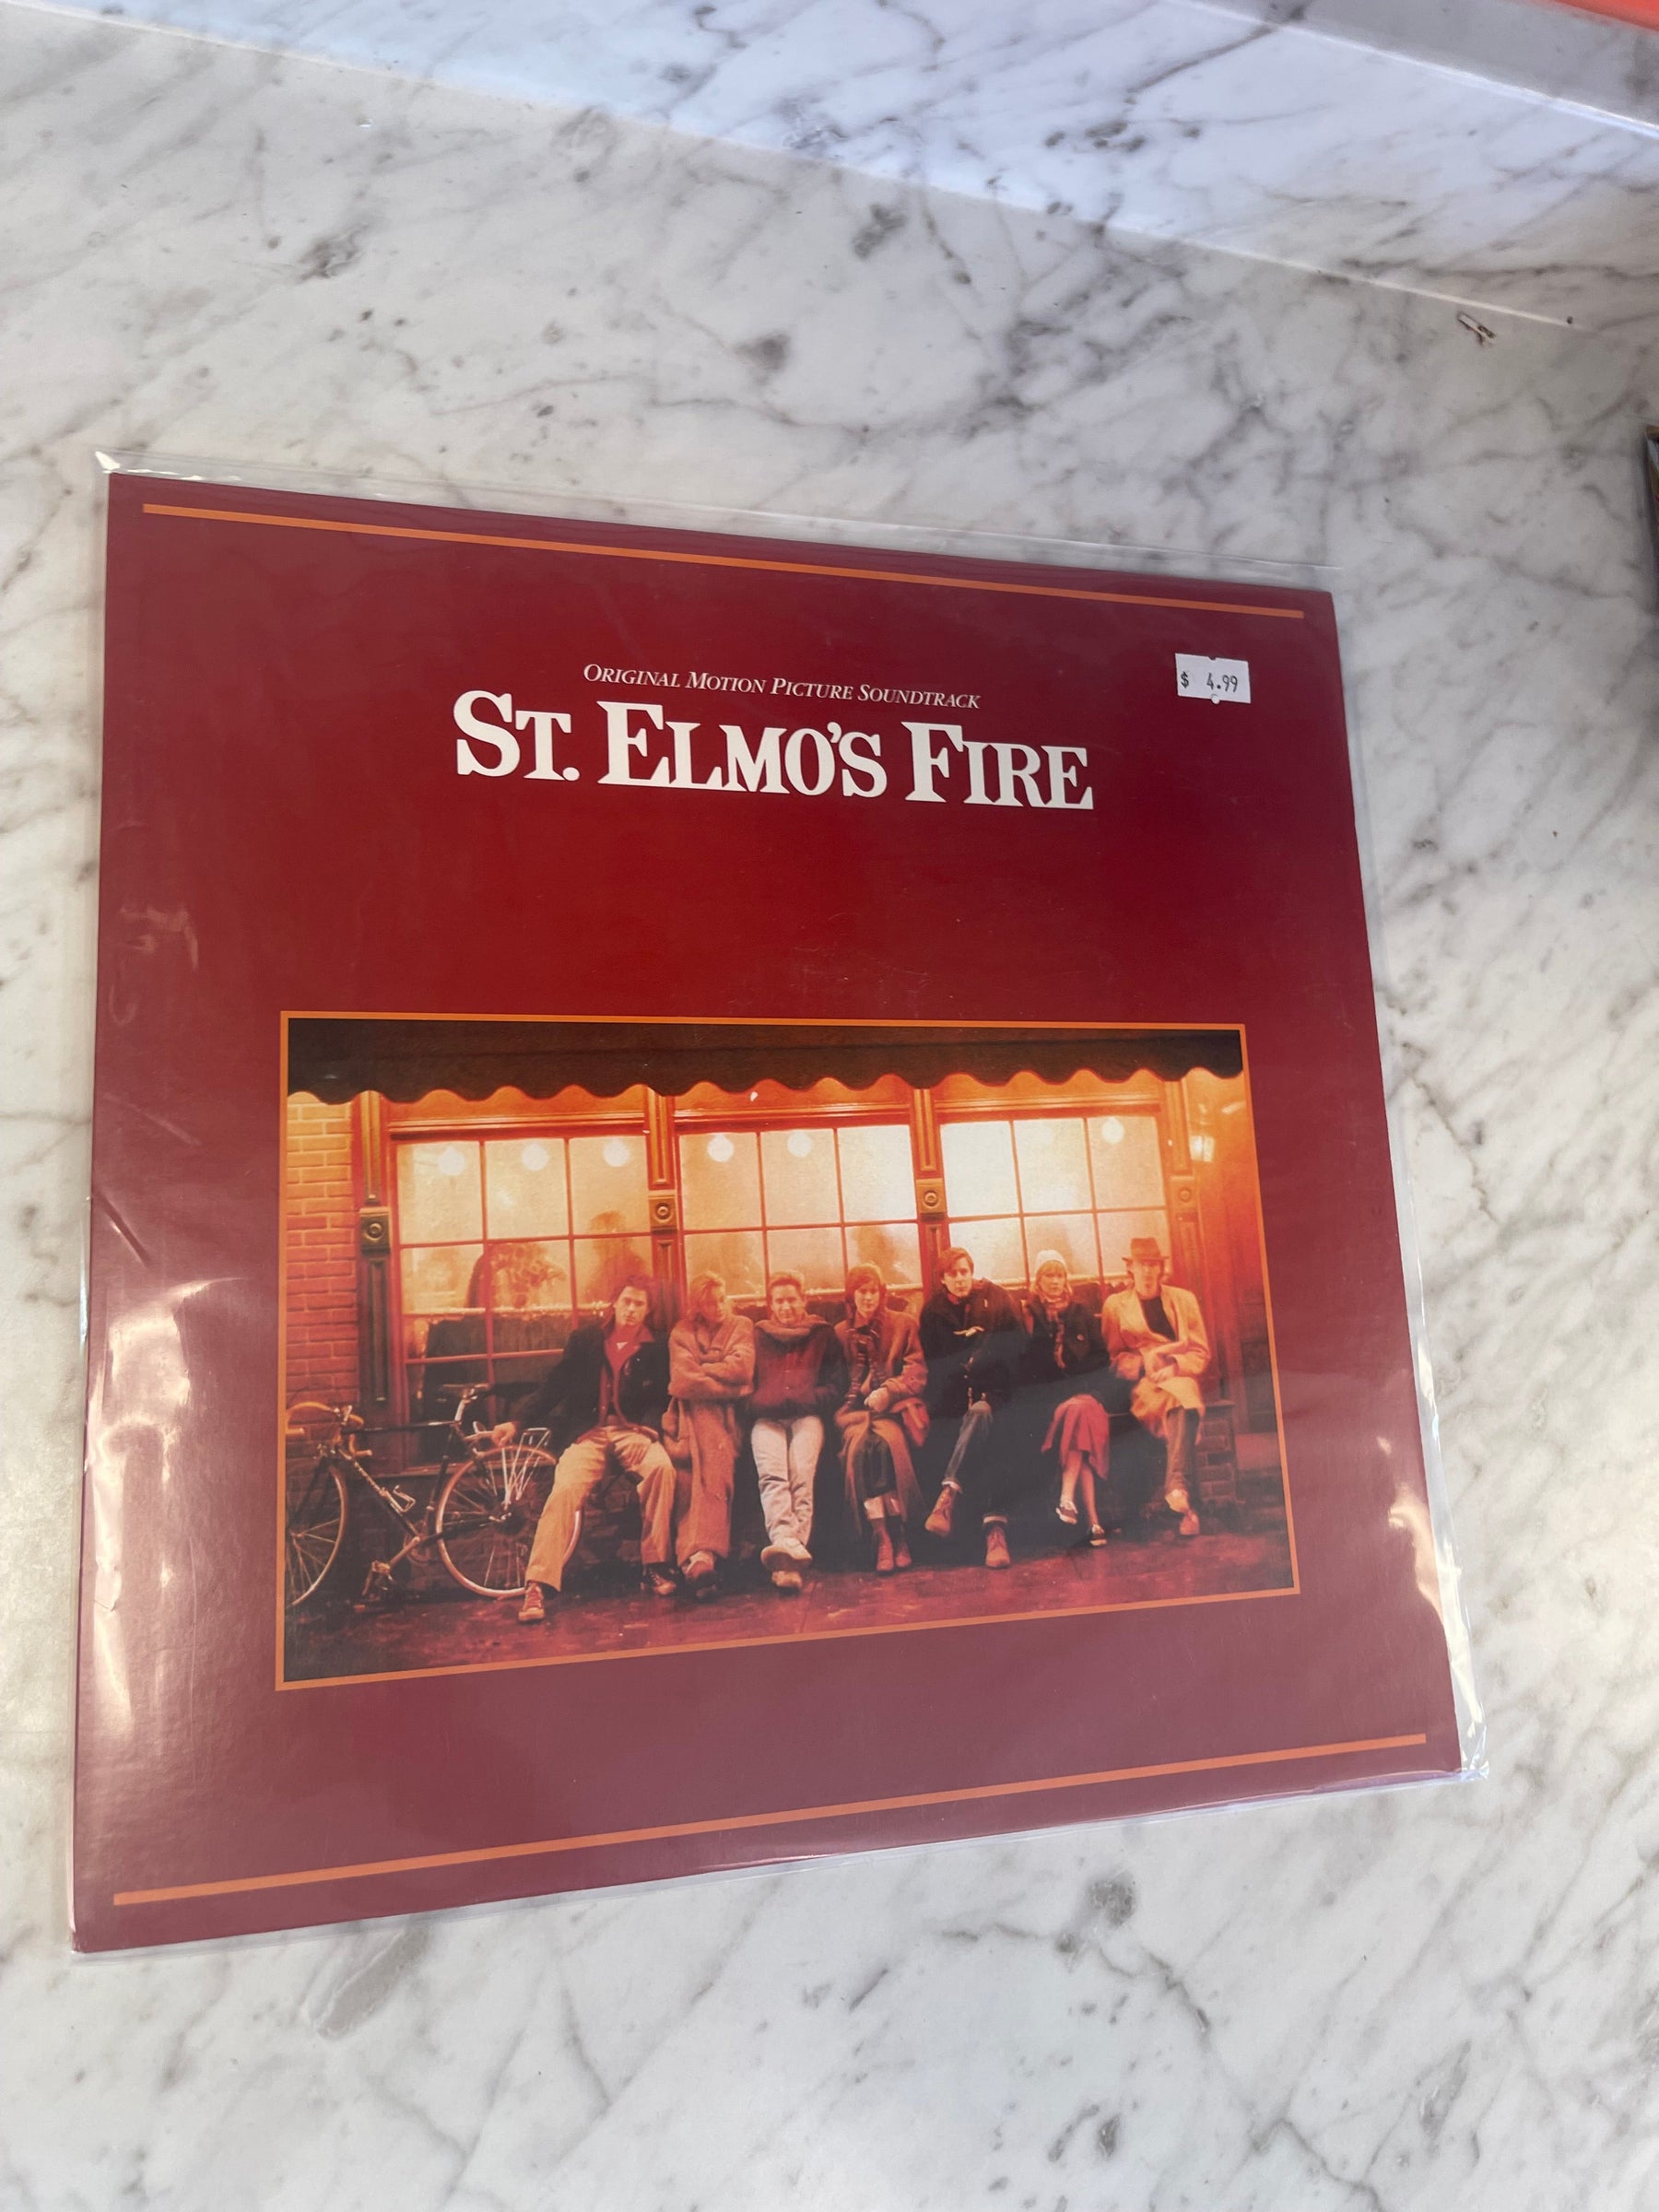 ORIGINAL MOTION PICTURE SOUNDTRACK
$ 4.99
ST. ELMO'S FIRE